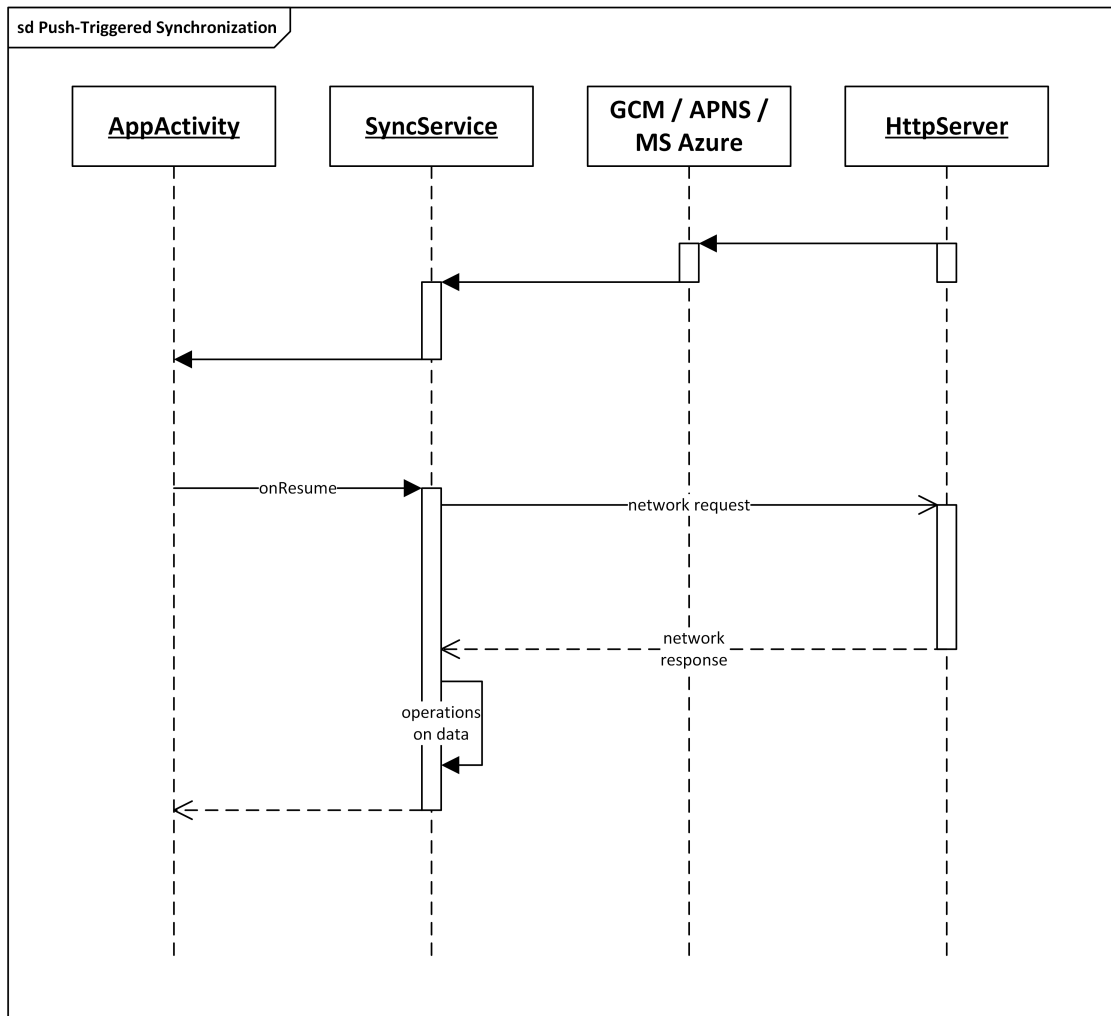 sd Push-Triggered Synchronization
AppActivity
SyncService
GCM / APNS /
MS Azure
HttpServer
onResume
network request
network
response
operations
on data